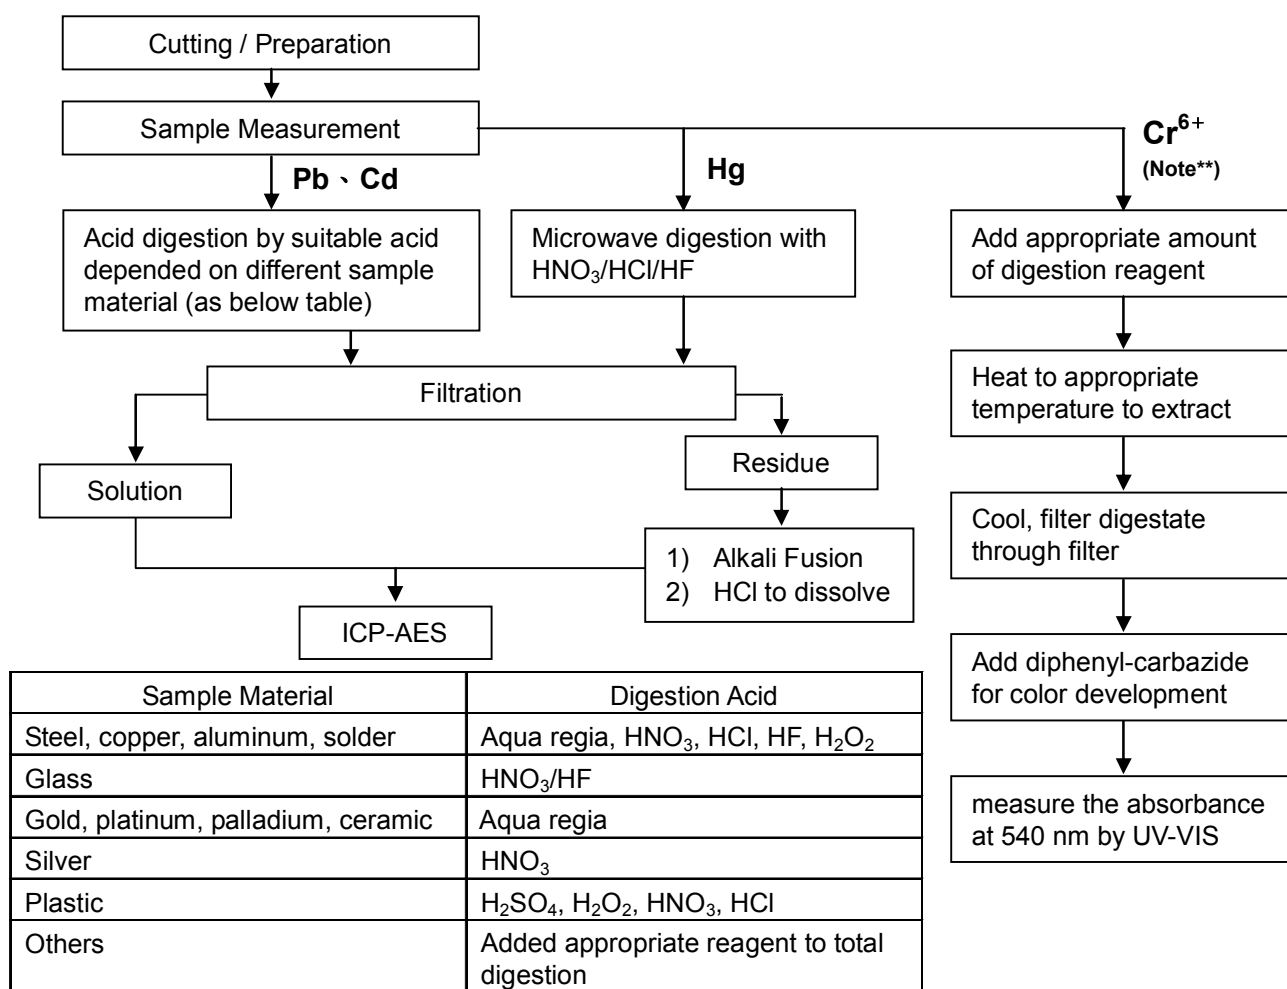 Cutting / Preparation
Sample Measurement
Pb、Cd
Hg
Cr⁶⁺
(Note**)
Acid digestion by suitable acid
depended on different sample
material (as below table)
Microwave digestion with
HNO₃/HCl/HF
Add appropriate amount
of digestion reagent
Filtration
Heat to appropriate
temperature to extract
Solution
Residue
1) Alkali Fusion
2) HCl to dissolve
Cool, filter digestate
through filter
ICP-AES
Add diphenyl-carbazide
for color development
measure the absorbance
at 540 nm by UV-VIS
Sample Material Digestion Acid
Steel, copper, aluminum, solder Aqua regia, HNO₃, HCl, HF, H₂O₂
Glass HNO₃/HF
Gold, platinum, palladium, ceramic Aqua regia
Silver HNO₃
Plastic H₂SO₄, H₂O₂, HNO₃, HCl
Others Added appropriate reagent to total
digestion